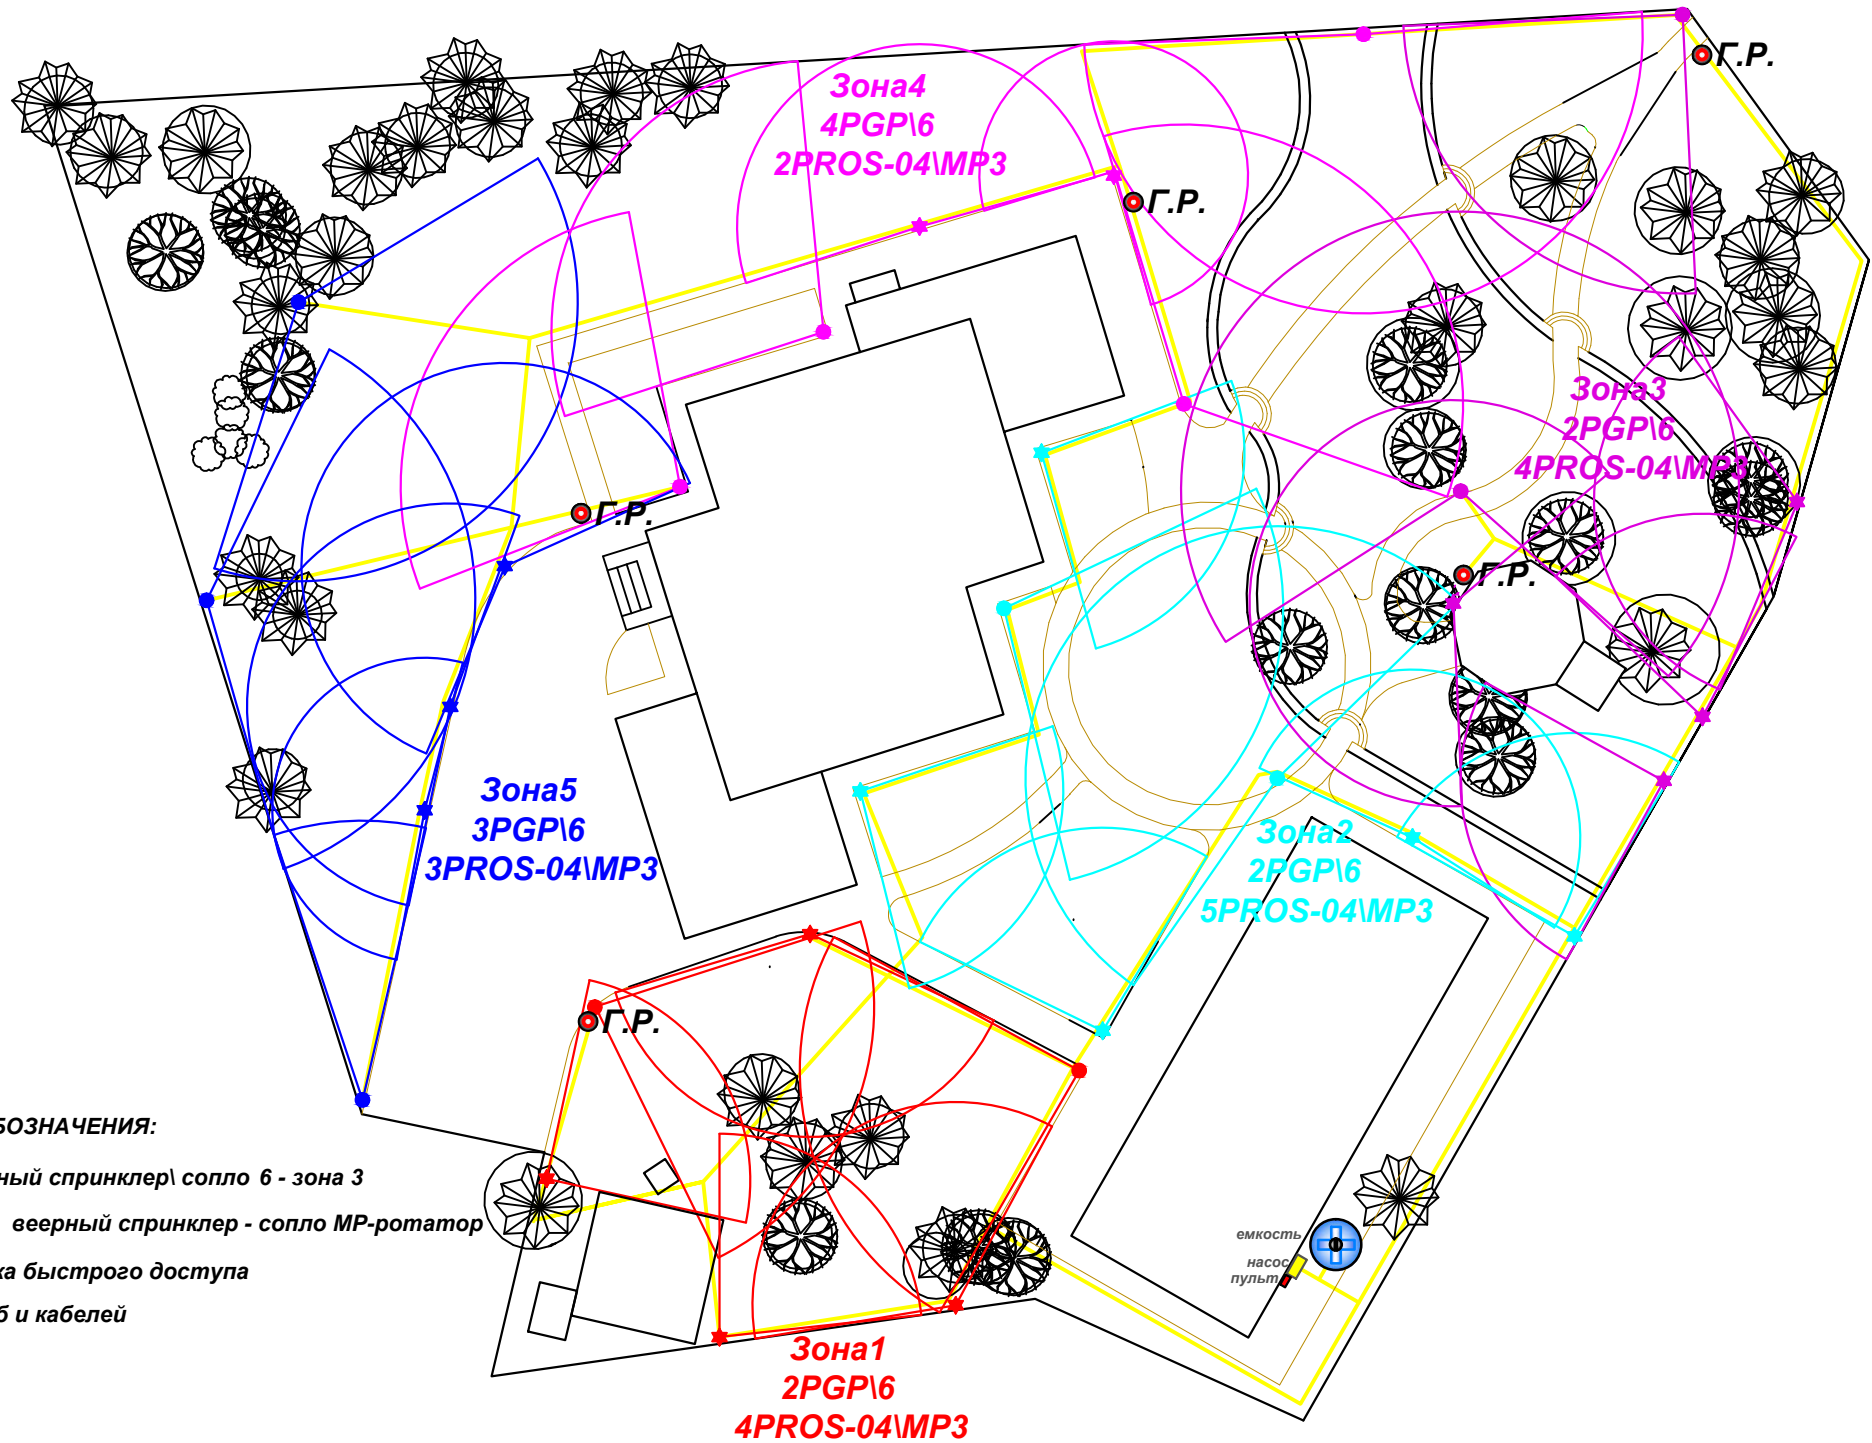 Г.Р.
Зона4
4PGP\6
2PROS-04\MP3
Г.Р.
Зона3
2PGP\6
4PROS-04\MP3
Г.Р.
Г.Р.
Зона5
3PGP\6
3PROS-04\MP3
Зона2
2PGP\6
5PROS-04\MP3
Г.Р.
БОЗНАЧЕНИЯ:
ный спринклер\ сопло 6 - зона 3
веерный спринклер - сопло МР-ротатор
ка быстрого доступа
б и кабелей
емкость
насос
пульт
Зона1
2PGP\6
4PROS-04\MP3